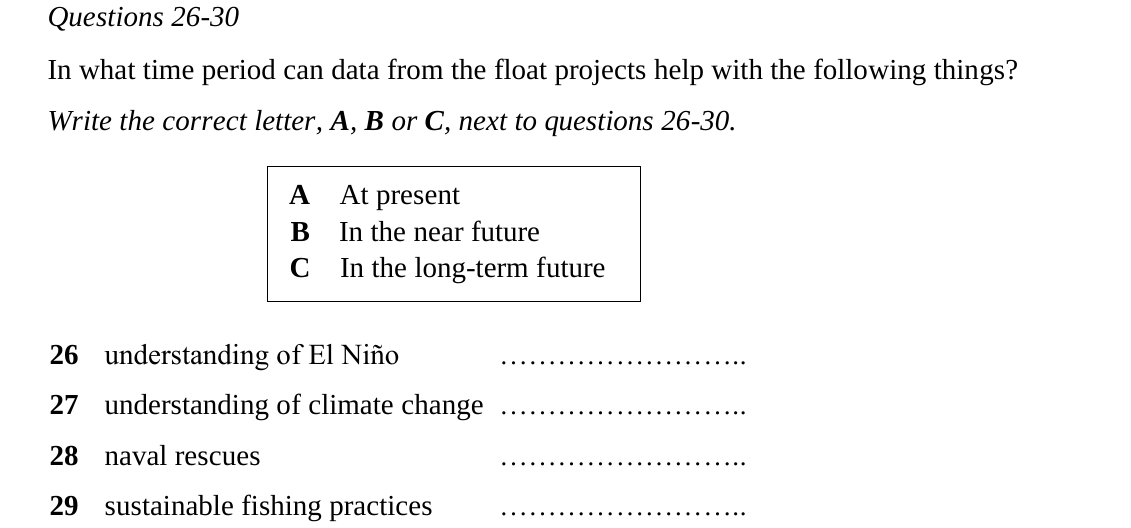 Questions 26-30
In what time period can data from the float projects help with the following things?
Write the correct letter, A, B or C, next to questions 26-30.
A At present
B In the near future
C In the long-term future
26 understanding of El Niño ………………………..
27 understanding of climate change ………………………..
28 naval rescues ………………………..
29 sustainable fishing practices ………………………..